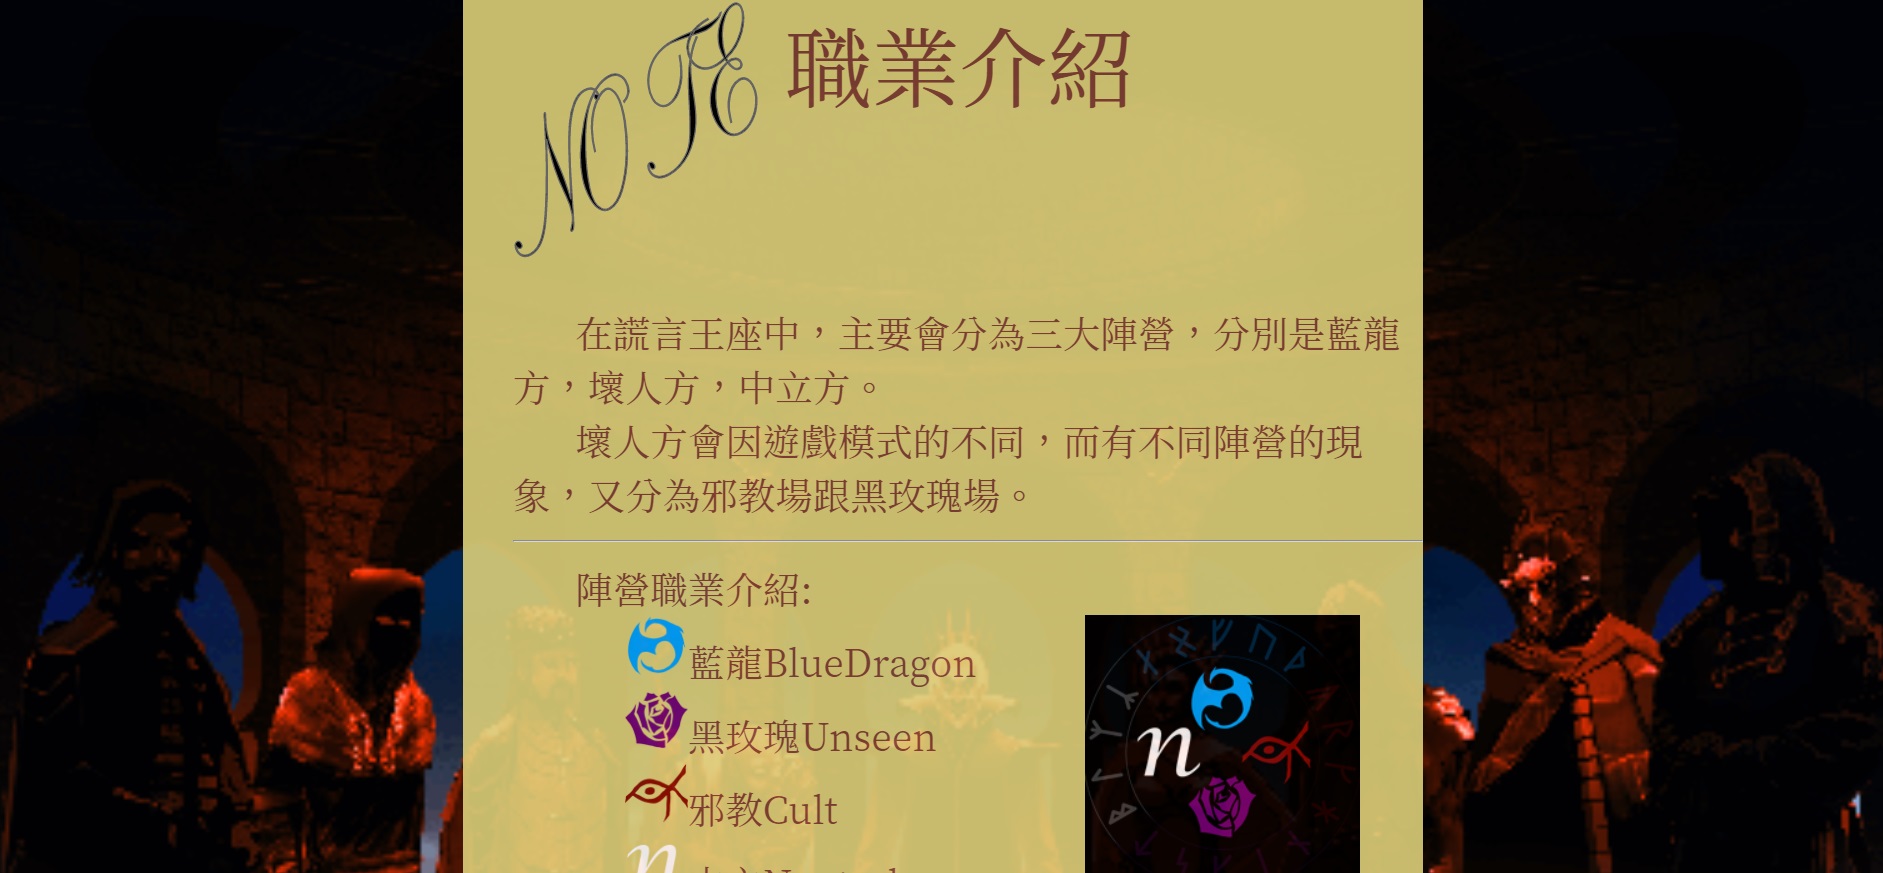 NOTE
職業介紹
在謊言王座中，主要會分為三大陣營，分別是藍龍
方，壞人方，中立方。
壞人方會因遊戲模式的不同，而有不同陣營的現
象，又分為邪教場跟黑玫瑰場。
陣營職業介紹:
藍龍BlueDragon
黑玫瑰Unseen
邪教Cult
n
n